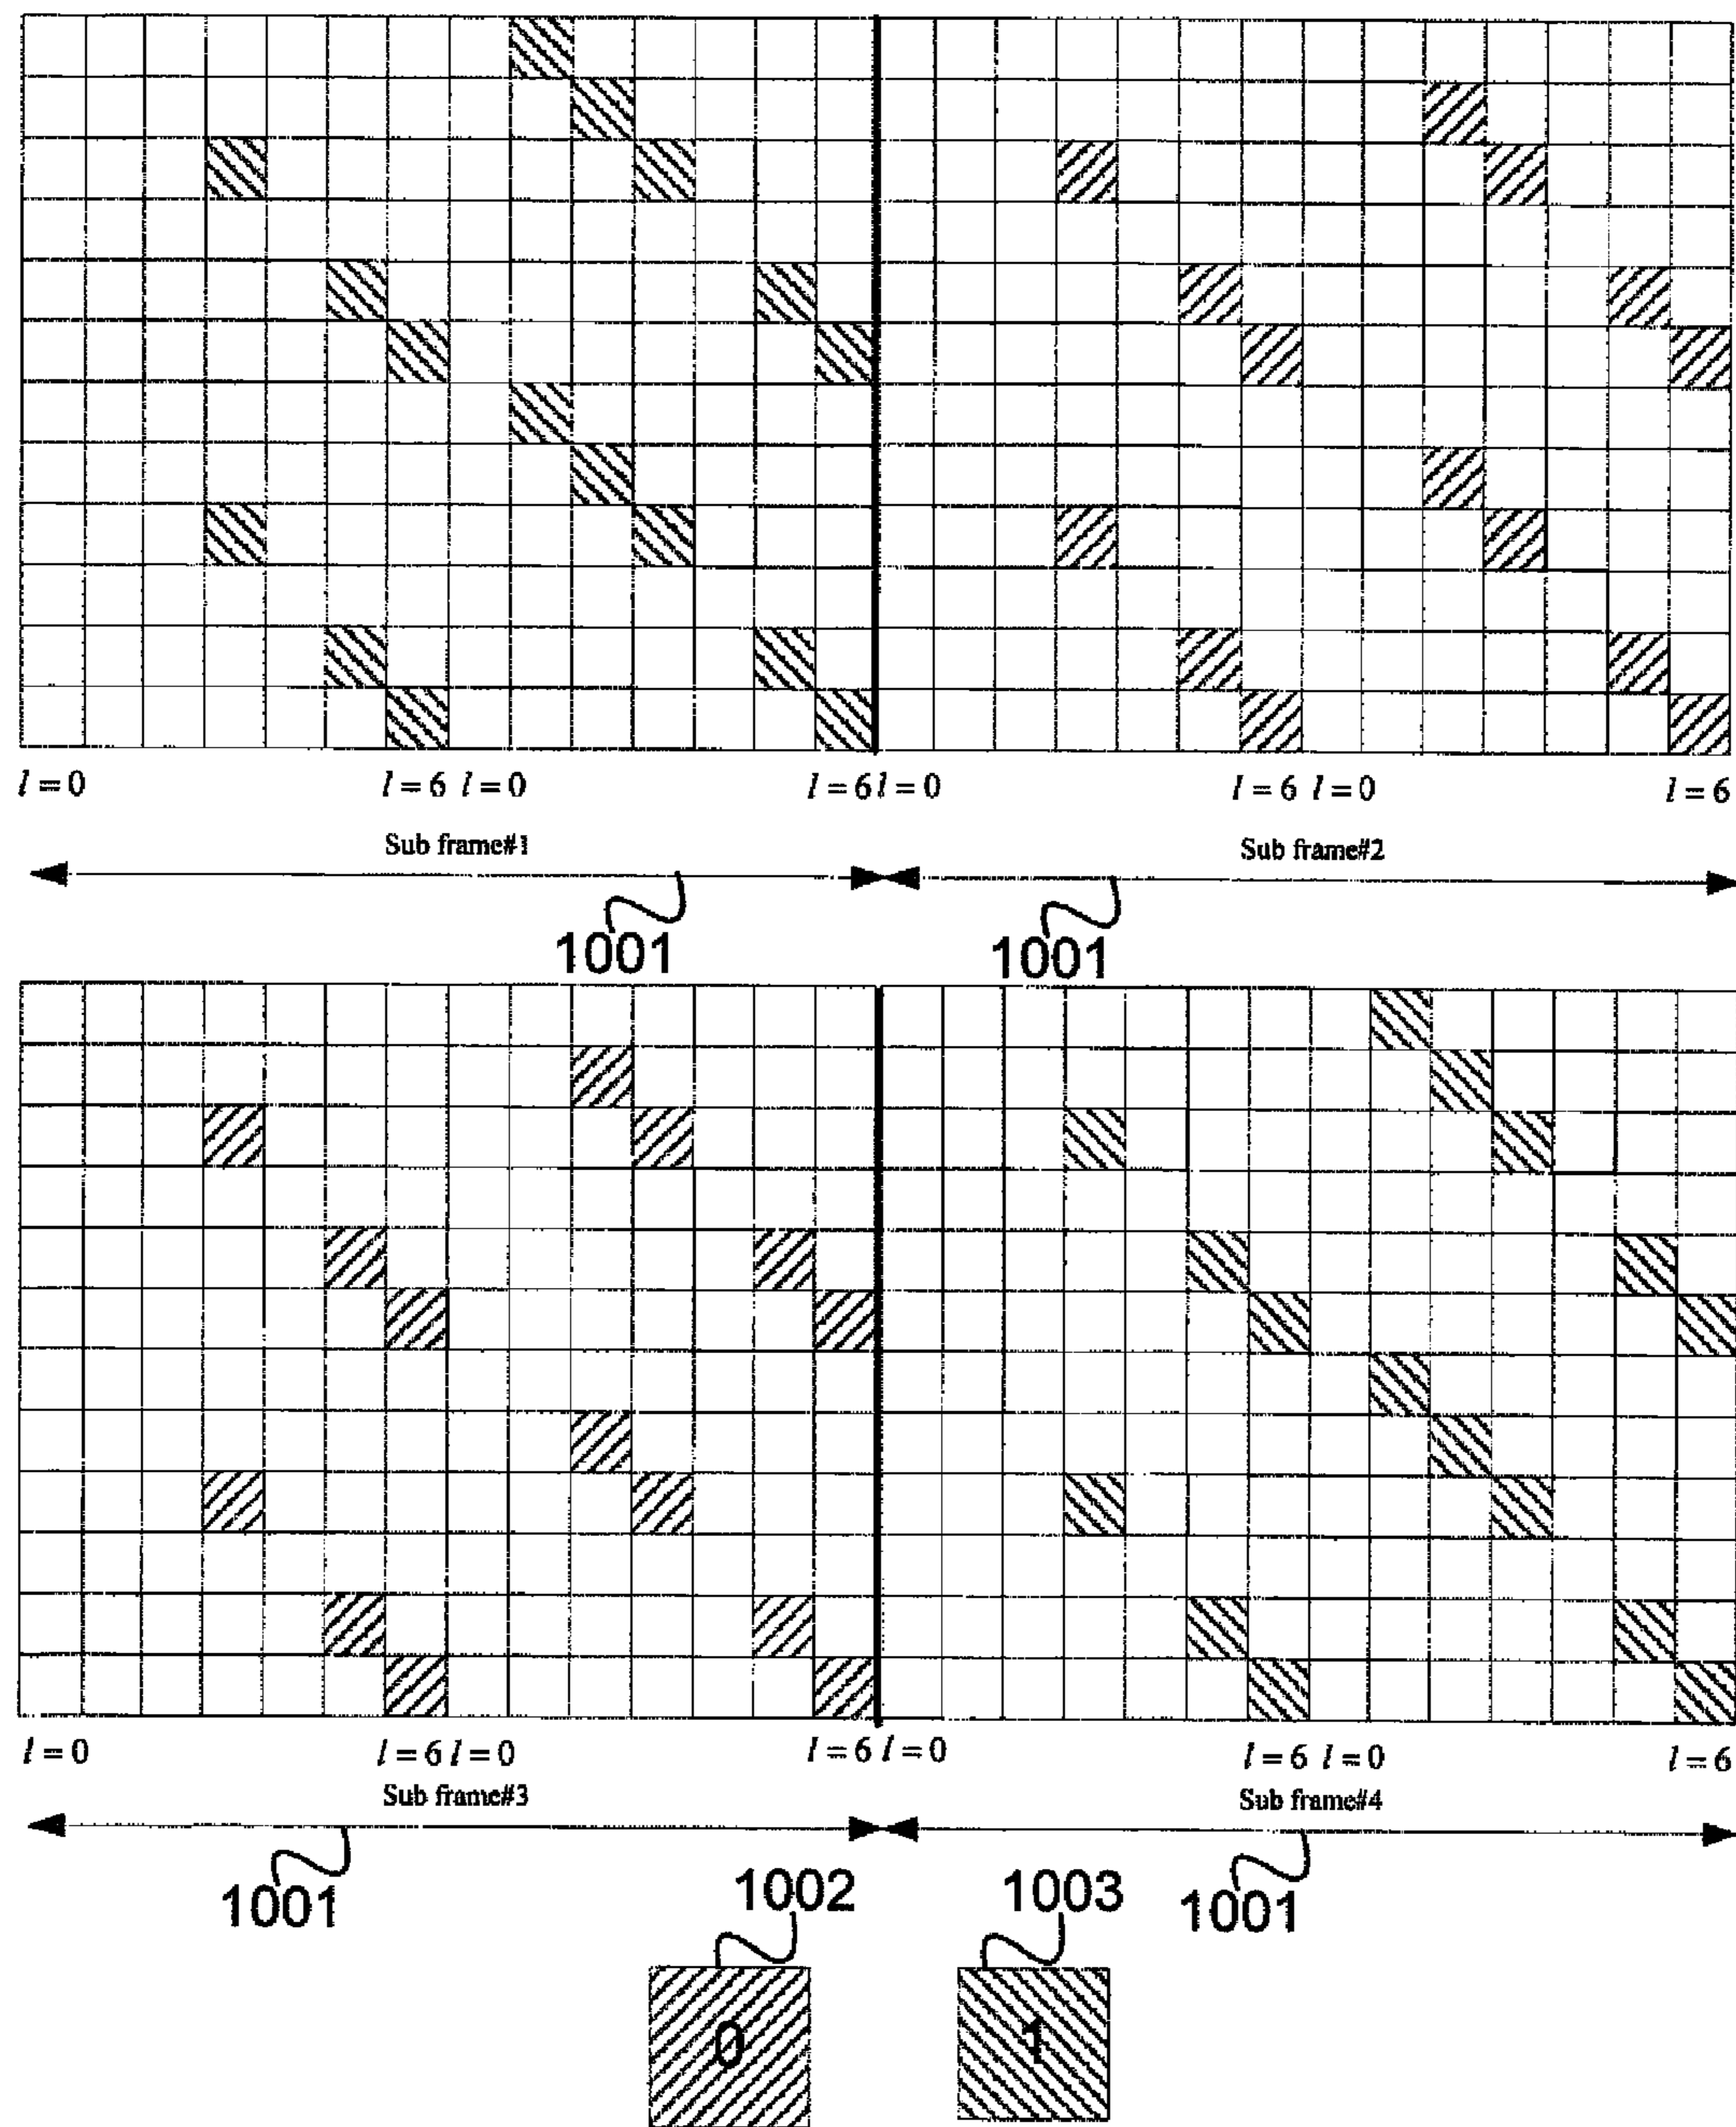 l = 0 l = 6 l = 0 l = 6 l = 0 l = 6 l = 0 l = 6
Sub frame#1 Sub frame#2
1001 1001
l = 0 l = 6 l = 0 l = 6 l = 0 l = 6 l = 0 l = 6
Sub frame#3 Sub frame#4
1001 1002 1003 1001
0 1